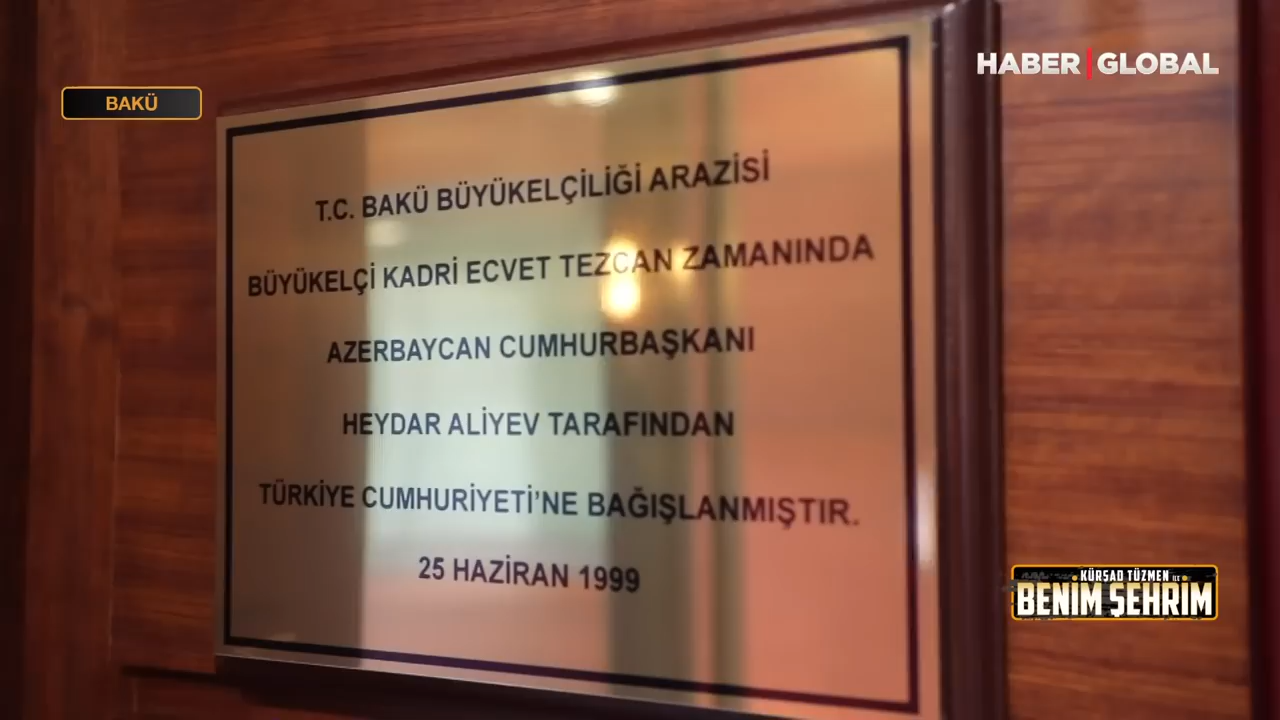 HABER GLOBAL
BAKÜ
T.C. BAKÜ BÜYÜKELÇİLİĞİ ARAZİSİ
BÜYÜKELÇİ KADRİ ECVET TEZCAN ZAMANINDA
AZERBAYCAN CUMHURBAŞKANI
HEYDAR ALİYEV TARAFINDAN
TÜRKİYE CUMHURİYETİ'NE BAĞIŞLANMIŞTIR.
25 HAZİRAN 1999
KÜRŞAD TÜZMEN İLE
BENİM ŞEHRİM